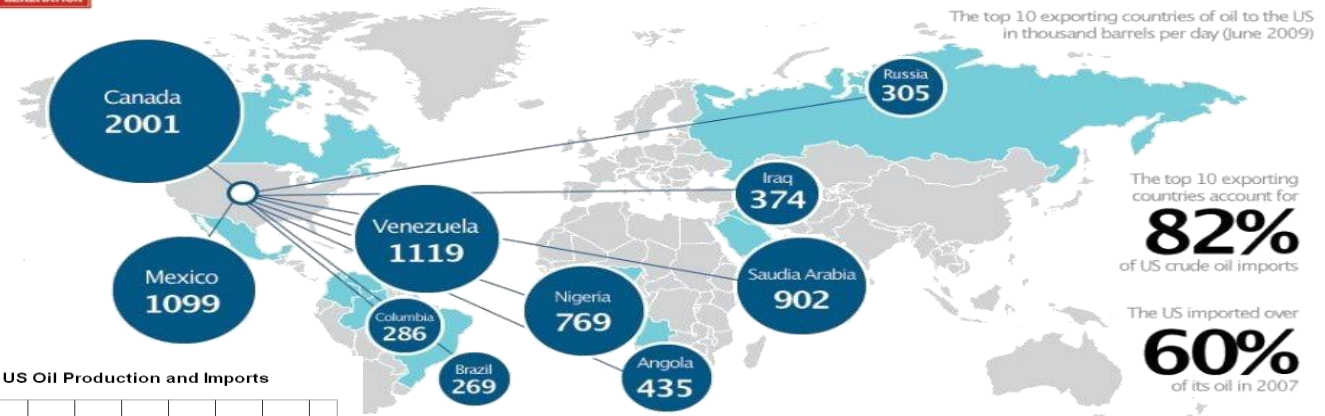 The top 10 exporting countries of oil to the US
in thousand barrels per day (June 2009)
Canada
2001
Russia
305
Iraq
374
Venezuela
1119
Mexico
1099
Saudia Arabia
902
Nigeria
769
Columbia
286
Brazil
269
Angola
435
The top 10 exporting
countries account for
82%
of US crude oil imports
The US imported over
60%
of its oil in 2007
US Oil Production and Imports